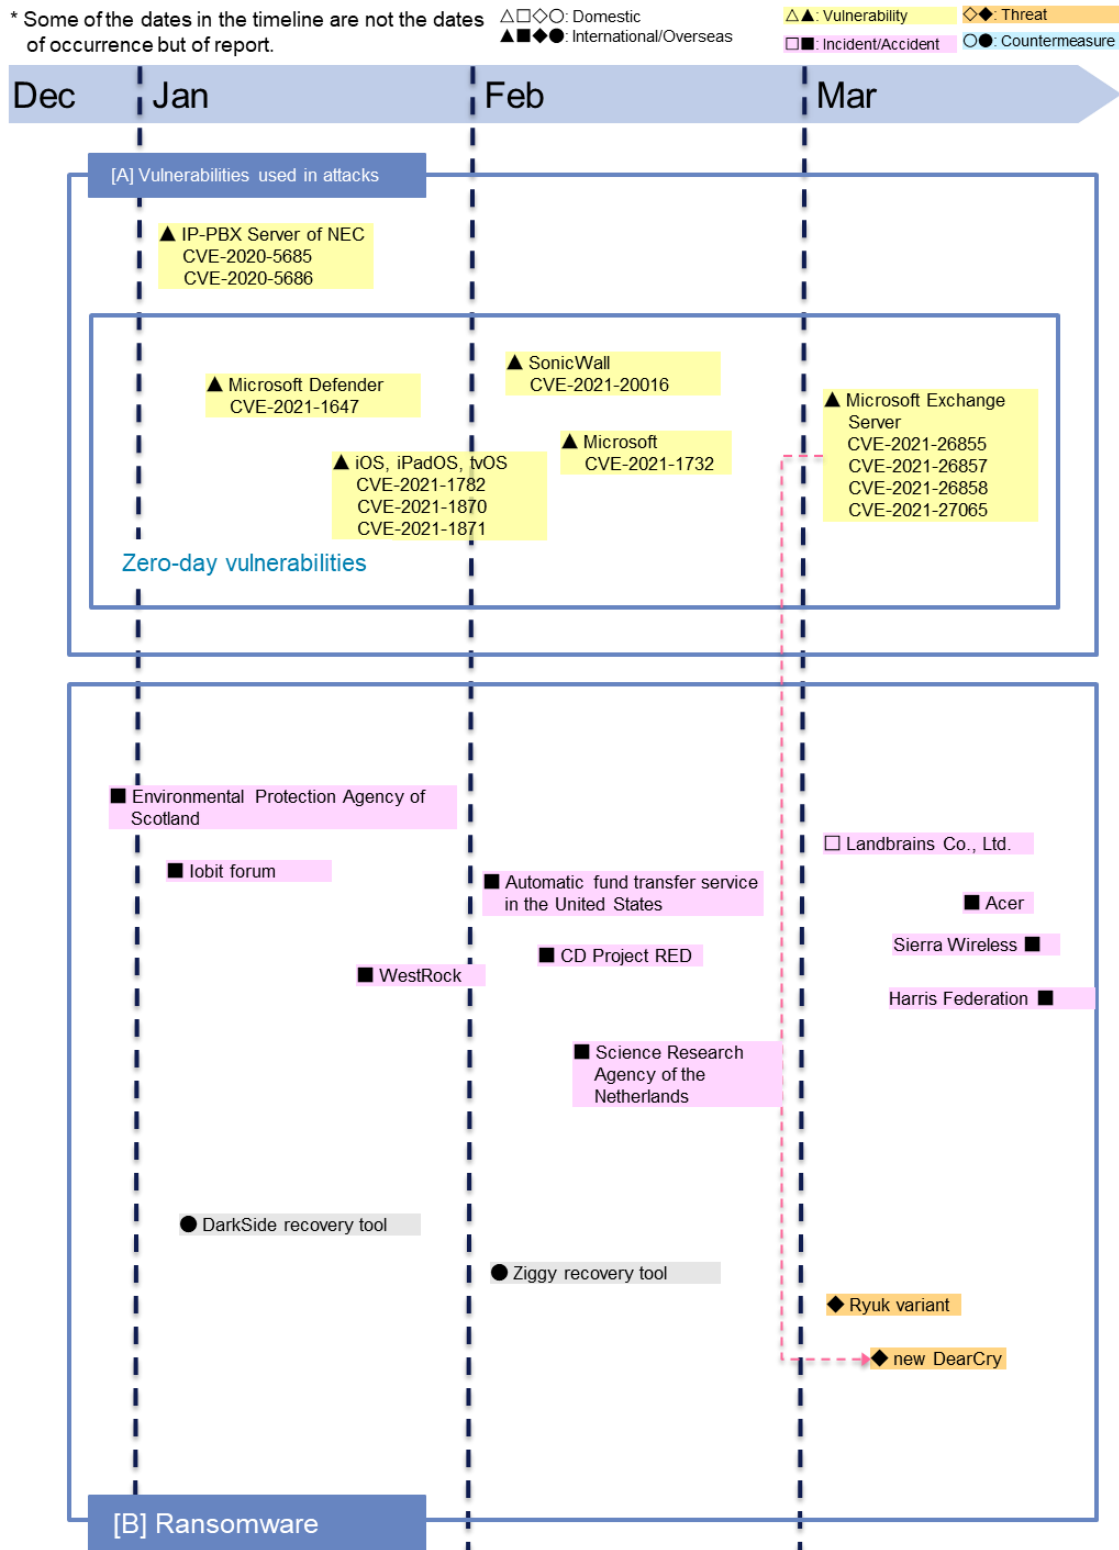 * Some of the dates in the timeline are not the dates
of occurrence but of report.
△□◇○: Domestic
▲■◆●: International/Overseas
△▲: Vulnerability
◇◆: Threat
□■: Incident/Accident
○●: Countermeasure
Dec
Jan
Feb
Mar
[A] Vulnerabilities used in attacks
▲ IP-PBX Server of NEC
CVE-2020-5685
CVE-2020-5686
▲ Microsoft Defender
CVE-2021-1647
▲ SonicWall
CVE-2021-20016
▲ Microsoft Exchange
Server
CVE-2021-26855
CVE-2021-26857
CVE-2021-26858
CVE-2021-27065
▲ Microsoft
CVE-2021-1732
▲ iOS, iPadOS, tvOS
CVE-2021-1782
CVE-2021-1870
CVE-2021-1871
Zero-day vulnerabilities
■ Environmental Protection Agency of
Scotland
■ Iobit forum
■ WestRock
■ Automatic fund transfer service
in the United States
■ CD Project RED
■ Science Research
Agency of the
Netherlands
□ Landbrains Co., Ltd.
■ Acer
Sierra Wireless ■
Harris Federation ■
● DarkSide recovery tool
● Ziggy recovery tool
◆ Ryuk variant
◆ new DearCry
[B] Ransomware